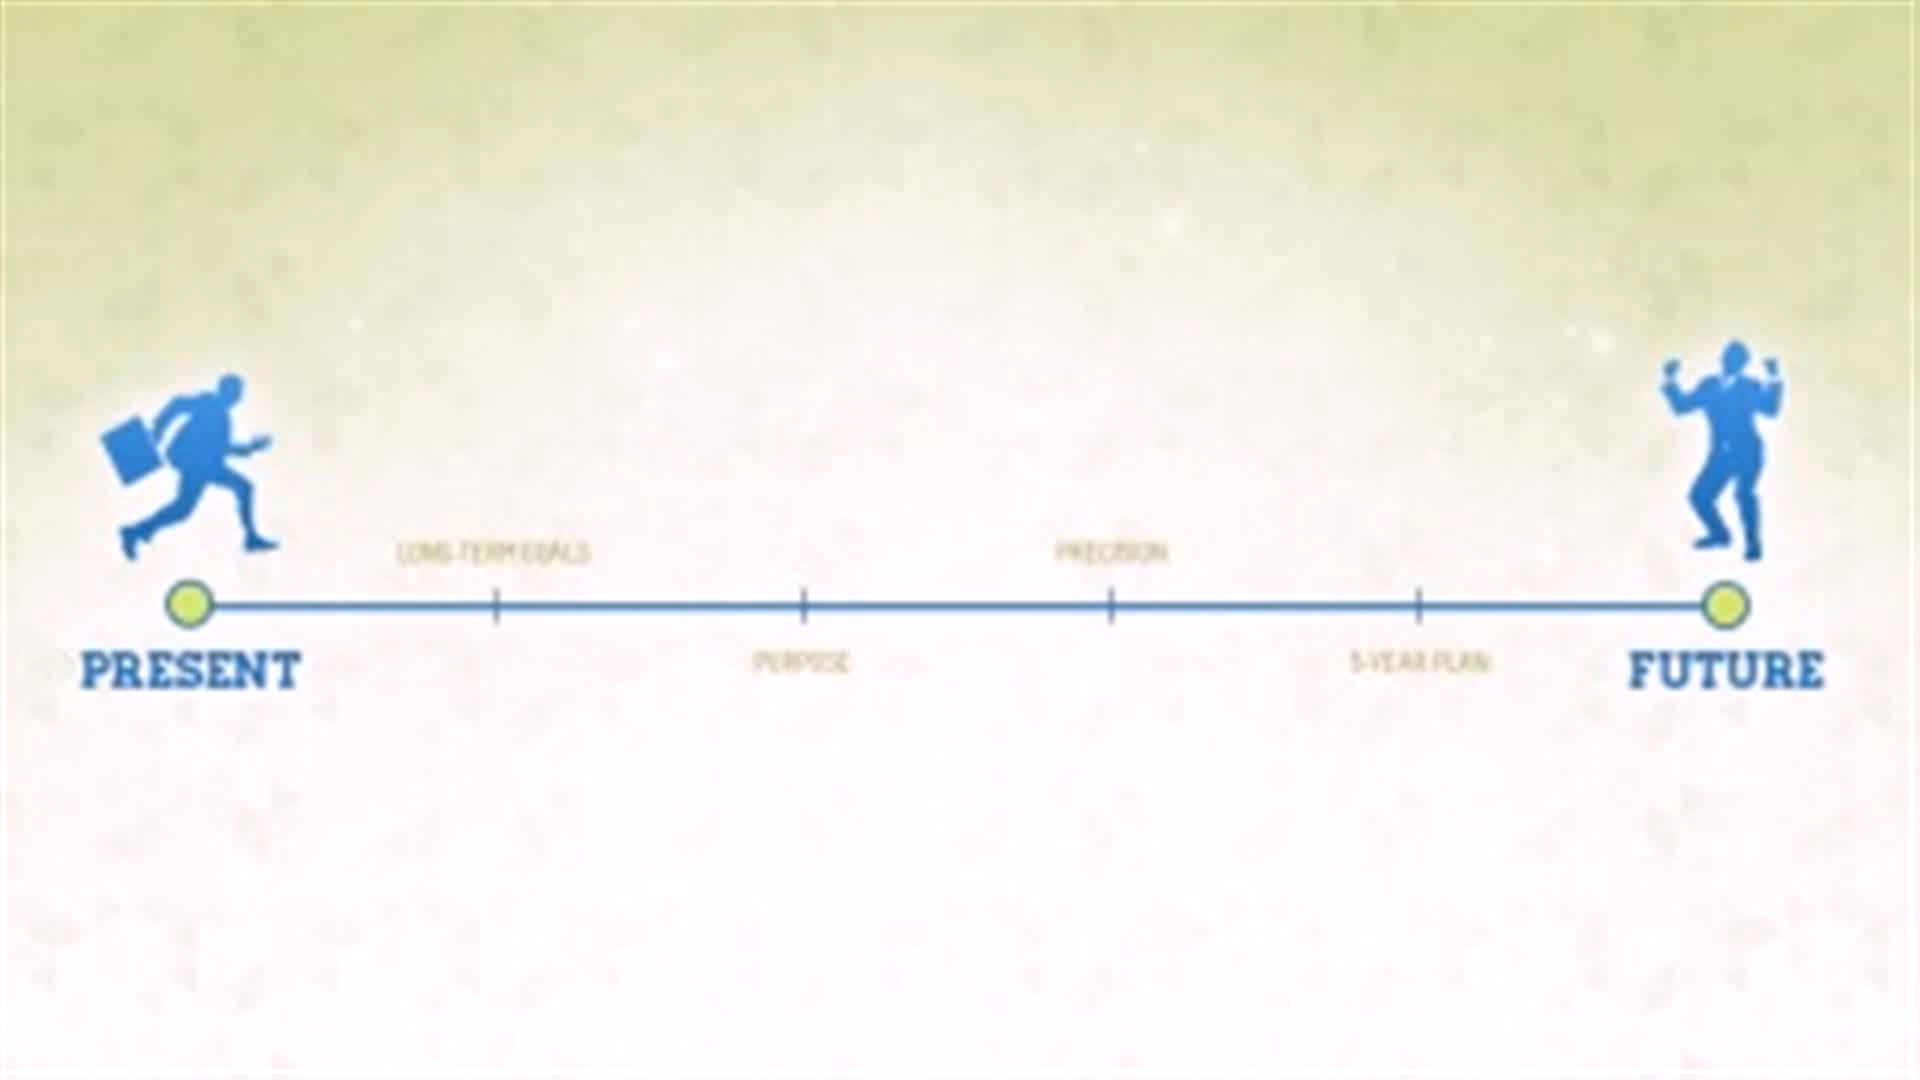 LONG-TERM GOALS
PRECISION
PURPOSE
5-YEAR PLAN
PRESENT
FUTURE